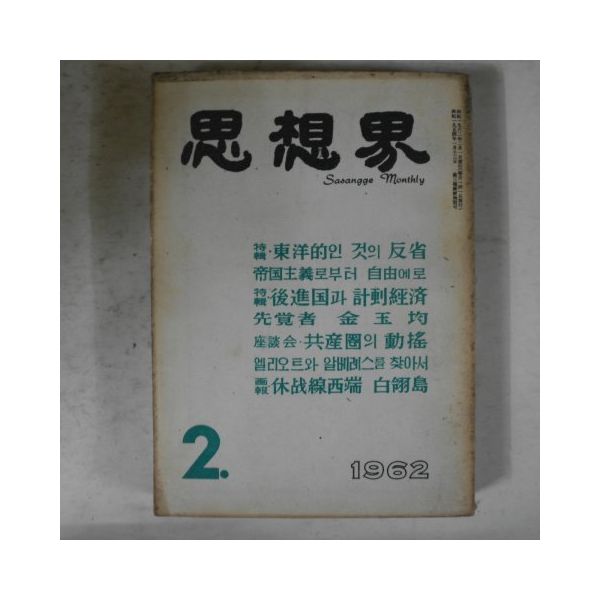 思想界
Sasangge Monthly
特輯·東洋的인 것의 反省
帝国主義로부터 自由에로
特輯·後進国과 計劃経済
先覚者 金玉均
座談会·共産圏의 動搖
엘리오트와 알베레스를 찾아서
画報 休战線西端 白翎島
2.
1962